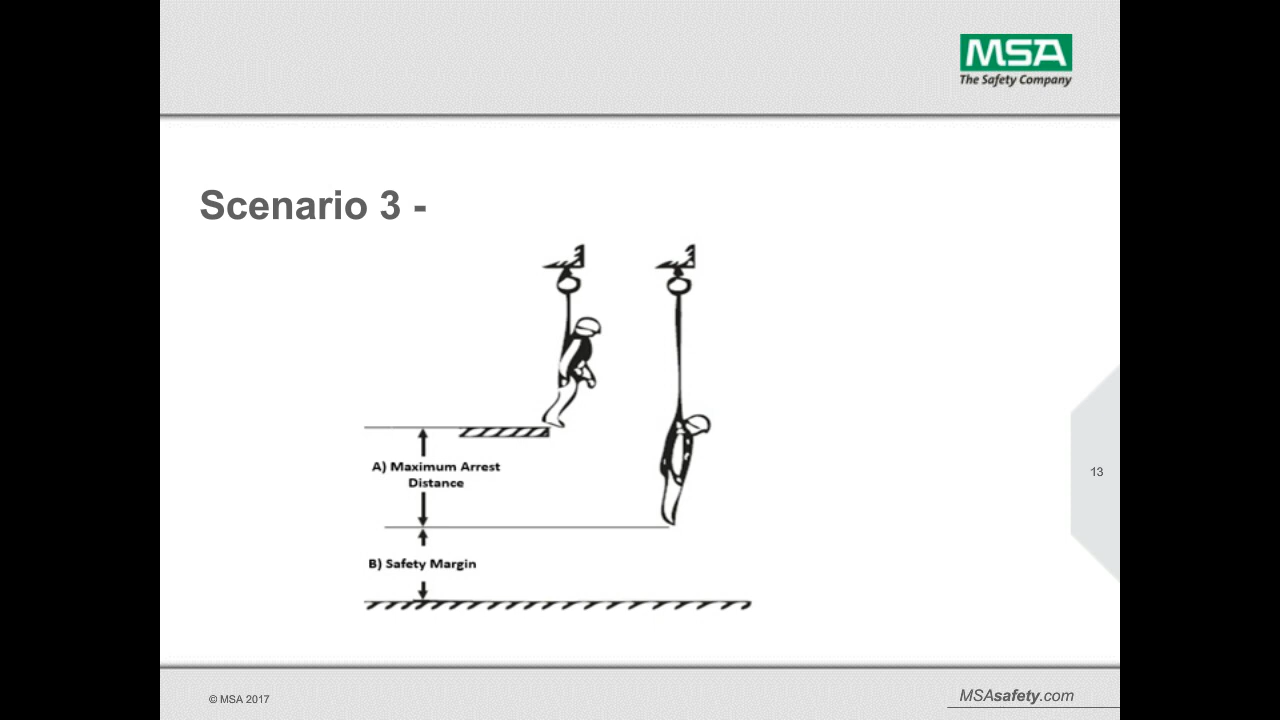 MSA
The Safety Company
Scenario 3 -
A) Maximum Arrest
Distance
B) Safety Margin
13
© MSA 2017
MSAsafety.com